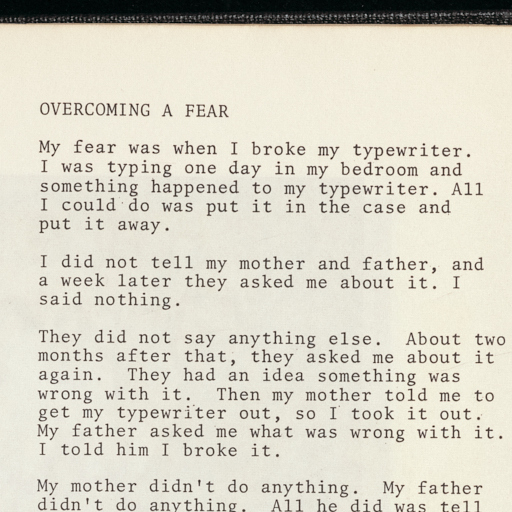 OVERCOMING A FEAR
My fear was when I broke my typewriter.
I was typing one day in my bedroom and
something happened to my typewriter. All
I could do was put it in the case and
put it away.
I did not tell my mother and father, and
a week later they asked me about it. I
said nothing.
They did not say anything else.  About two
months after that, they asked me about it
again.  They had an idea something was
wrong with it.  Then my mother told me to
get my typewriter out, so I took it out.
My father asked me what was wrong with it.
I told him I broke it.
My mother didn't do anything.  My father
didn't do anything.  All he did was tell